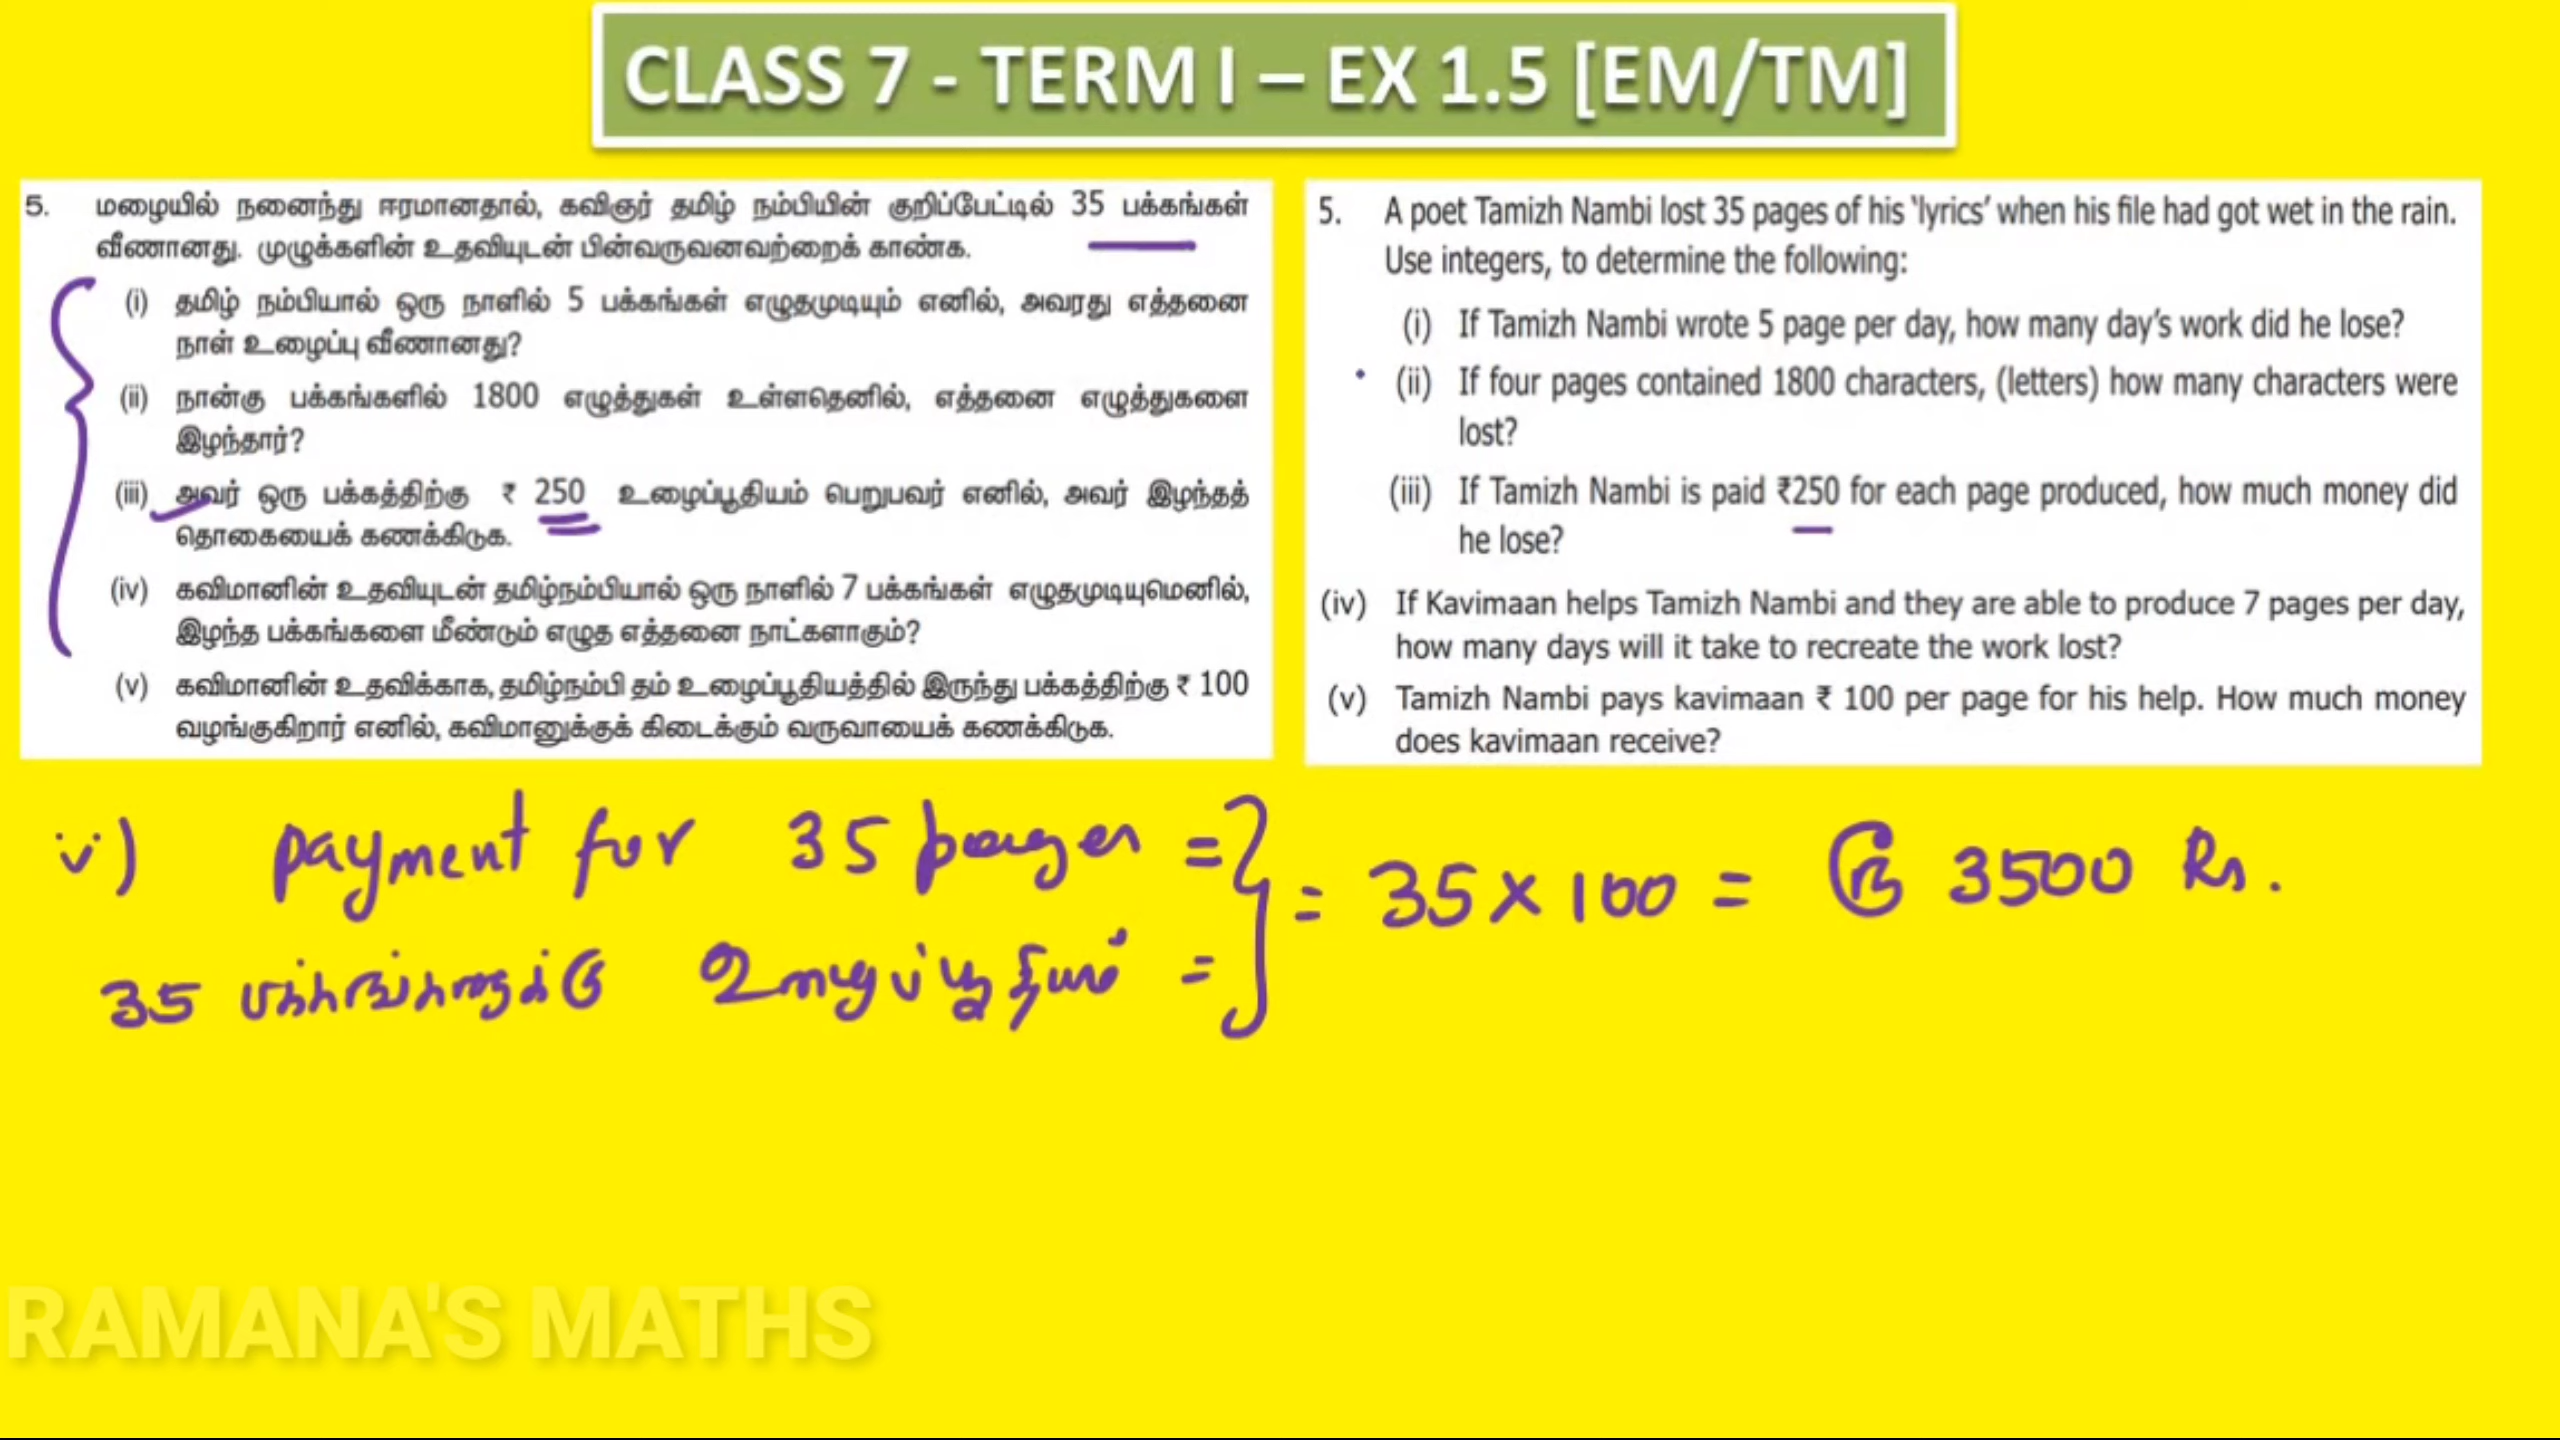 CLASS 7 - TERM I – EX 1.5 [EM/TM]
5. மழையில் நனைந்து ஈரமானதால், கவிஞர் தமிழ் நம்பியின் குறிப்பேட்டில் 35 பக்கங்கள்
வீணானது. முழுக்களின் உதவியுடன் பின்வருவனவற்றைக் காண்க.
(i) தமிழ் நம்பியால் ஒரு நாளில் 5 பக்கங்கள் எழுதமுடியும் எனில், அவரது எத்தனை
நாள் உழைப்பு வீணானது?
(ii) நான்கு பக்கங்களில் 1800 எழுத்துகள் உள்ளதெனில், எத்தனை எழுத்துகளை
இழந்தார்?
(iii) அவர் ஒரு பக்கத்திற்கு ₹ 250 உழைப்பூதியம் பெறுபவர் எனில், அவர் இழந்தத்
தொகையைக் கணக்கிடுக.
(iv) கவிமானின் உதவியுடன் தமிழ்நம்பியால் ஒரு நாளில் 7 பக்கங்கள் எழுதமுடியுமெனில்,
இழந்த பக்கங்களை மீண்டும் எழுத எத்தனை நாட்களாகும்?
(v) கவிமானின் உதவிக்காக, தமிழ்நம்பி தம் உழைப்பூதியத்தில் இருந்து பக்கத்திற்கு ₹ 100
வழங்குகிறார் எனில், கவிமானுக்குக் கிடைக்கும் வருவாயைக் கணக்கிடுக.
5. A poet Tamizh Nambi lost 35 pages of his ‘lyrics’ when his file had got wet in the rain.
Use integers, to determine the following:
(i) If Tamizh Nambi wrote 5 page per day, how many day’s work did he lose?
(ii) If four pages contained 1800 characters, (letters) how many characters were
lost?
(iii) If Tamizh Nambi is paid ₹250 for each page produced, how much money did
he lose?
(iv) If Kavimaan helps Tamizh Nambi and they are able to produce 7 pages per day,
how many days will it take to recreate the work lost?
(v) Tamizh Nambi pays kavimaan ₹ 100 per page for his help. How much money
does kavimaan receive?
v) payment for 35 pages = } = 35 × 100 = ரூ 3500 Rs.
35 பக்கங்களுக்கு உழைப்பூதியம் =
RAMANA'S MATHS